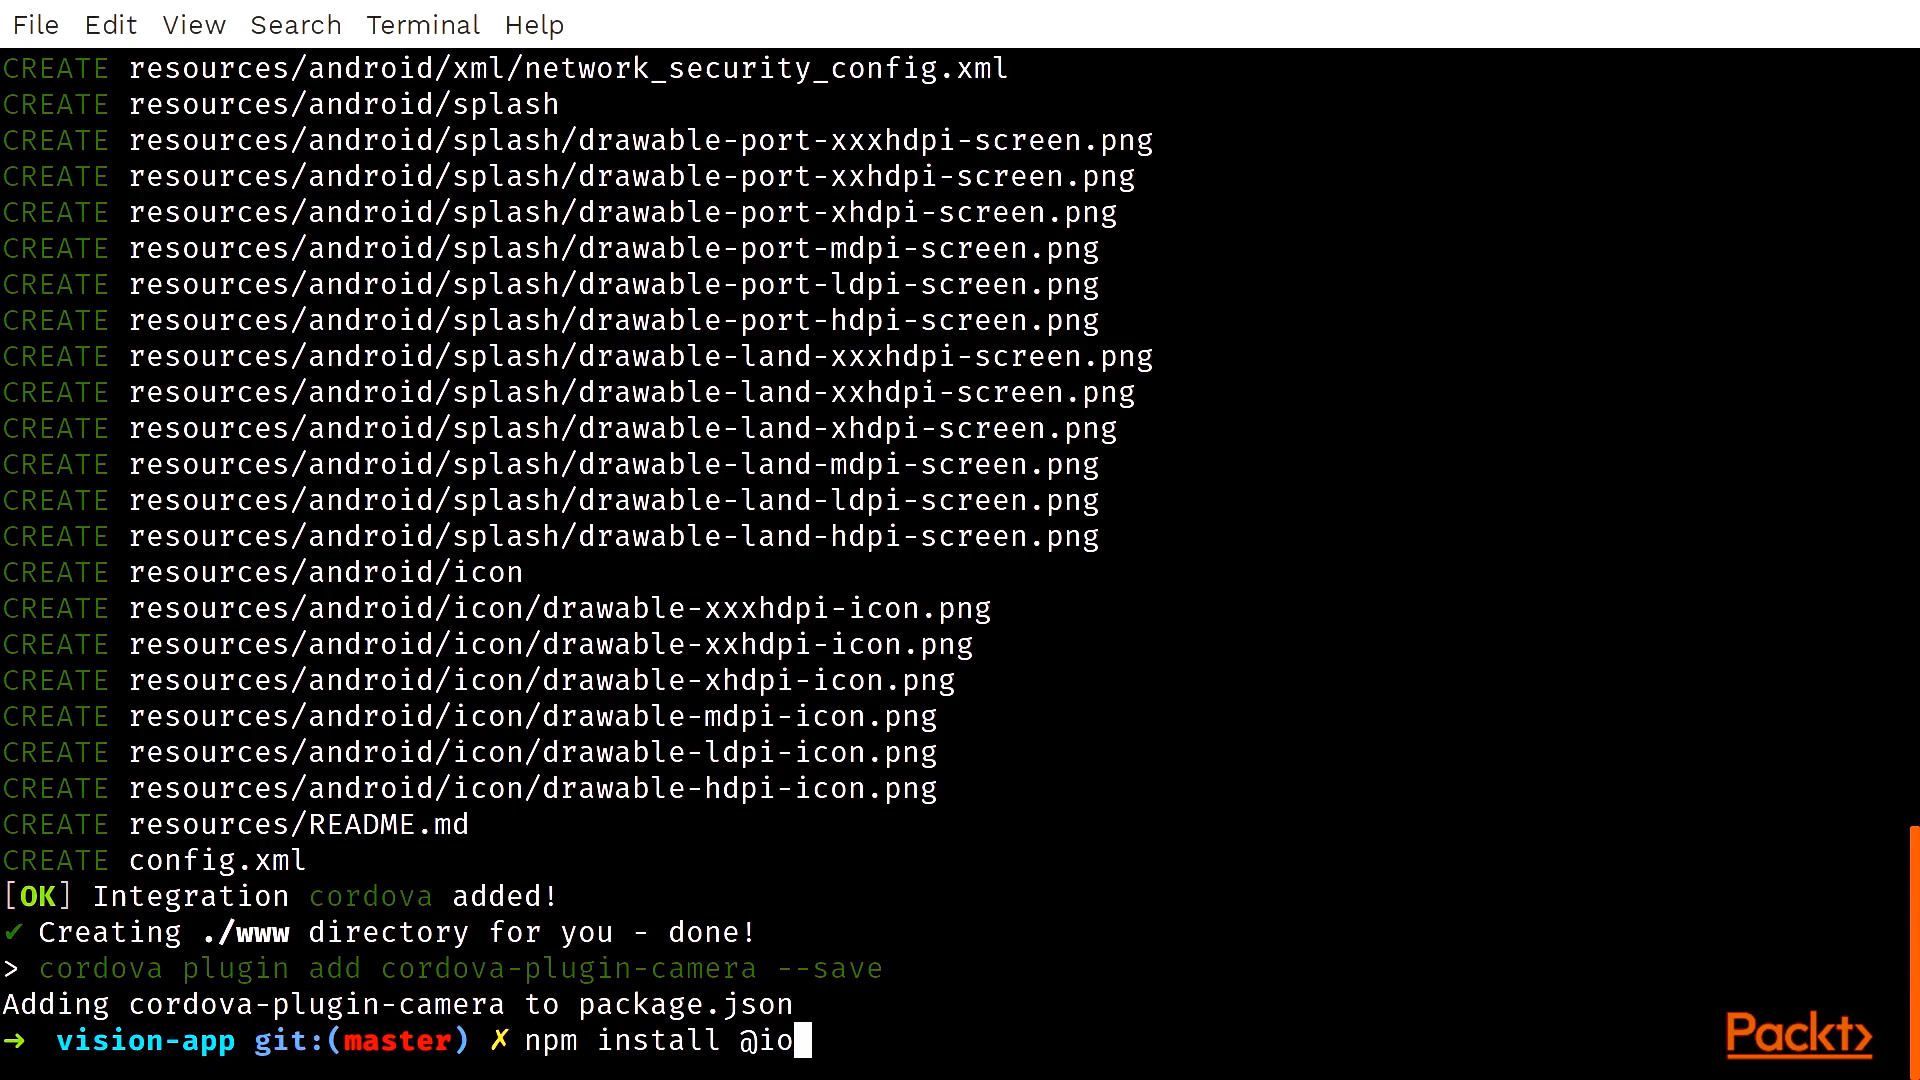 File Edit View Search Terminal Help
CREATE resources/android/xml/network_security_config.xml
CREATE resources/android/splash
CREATE resources/android/splash/drawable-port-xxxhdpi-screen.png
CREATE resources/android/splash/drawable-port-xxhdpi-screen.png
CREATE resources/android/splash/drawable-port-xhdpi-screen.png
CREATE resources/android/splash/drawable-port-mdpi-screen.png
CREATE resources/android/splash/drawable-port-ldpi-screen.png
CREATE resources/android/splash/drawable-port-hdpi-screen.png
CREATE resources/android/splash/drawable-land-xxxhdpi-screen.png
CREATE resources/android/splash/drawable-land-xxhdpi-screen.png
CREATE resources/android/splash/drawable-land-xhdpi-screen.png
CREATE resources/android/splash/drawable-land-mdpi-screen.png
CREATE resources/android/splash/drawable-land-ldpi-screen.png
CREATE resources/android/splash/drawable-land-hdpi-screen.png
CREATE resources/android/icon
CREATE resources/android/icon/drawable-xxxhdpi-icon.png
CREATE resources/android/icon/drawable-xxhdpi-icon.png
CREATE resources/android/icon/drawable-xhdpi-icon.png
CREATE resources/android/icon/drawable-mdpi-icon.png
CREATE resources/android/icon/drawable-ldpi-icon.png
CREATE resources/android/icon/drawable-hdpi-icon.png
CREATE resources/README.md
CREATE config.xml
[OK] Integration cordova added!
✔ Creating ./www directory for you - done!
> cordova plugin add cordova-plugin-camera --save
Adding cordova-plugin-camera to package.json
➜ vision-app git:(master) ✗ npm install @io
Packt>